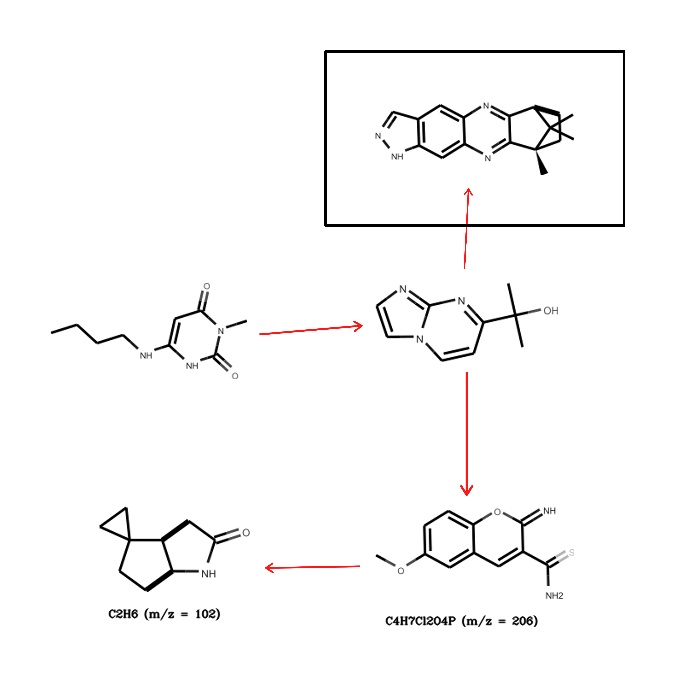 N
N
N
NH
N
O
N
NH
NH
O
N
N
N
OH
O
NH
O
NH
O
S
NH2
C2H6 (m/z = 102)
C4H7Cl2O4P (m/z = 206)